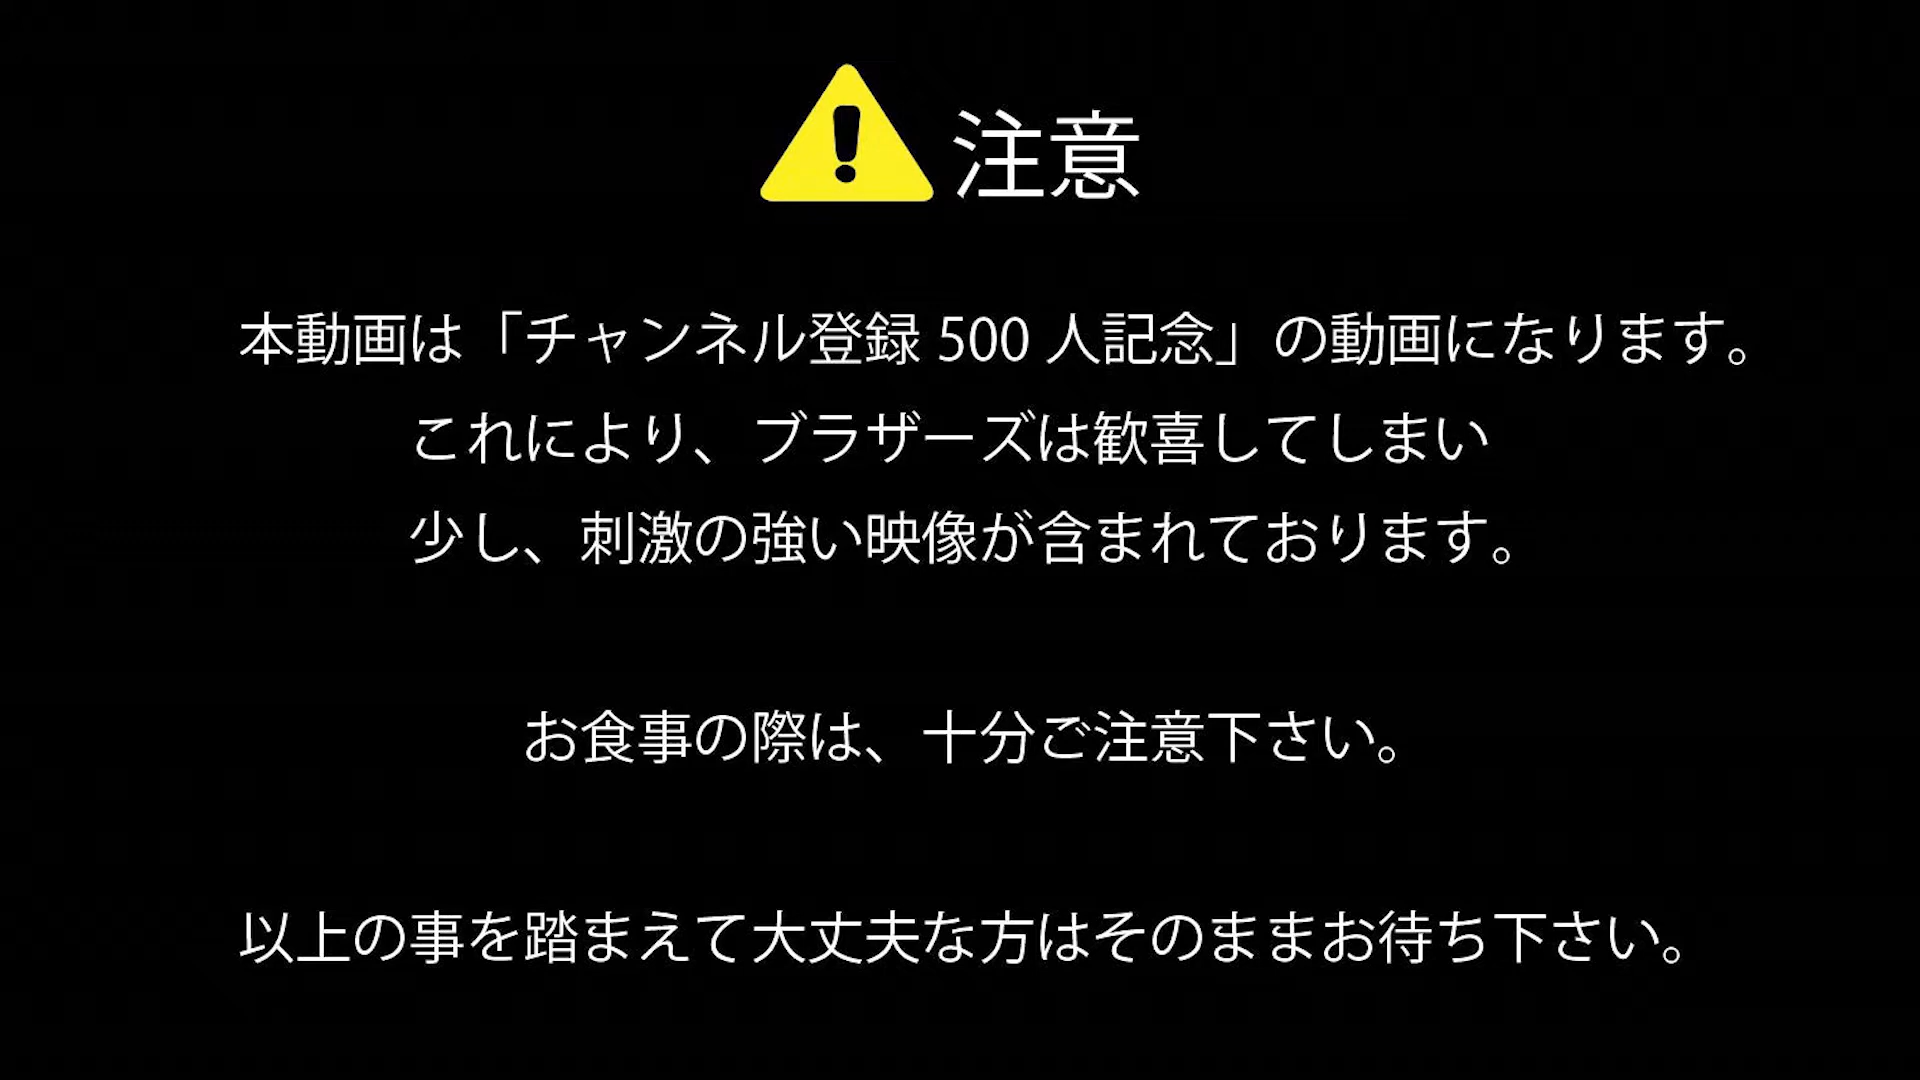 注意
本動画は「チャンネル登録 500 人記念」の動画になります。
これにより、ブラザーズは歓喜してしまい
少し、刺激の強い映像が含まれております。
お食事の際は、十分ご注意下さい。
以上の事を踏まえて大丈夫な方はそのままお待ち下さい。